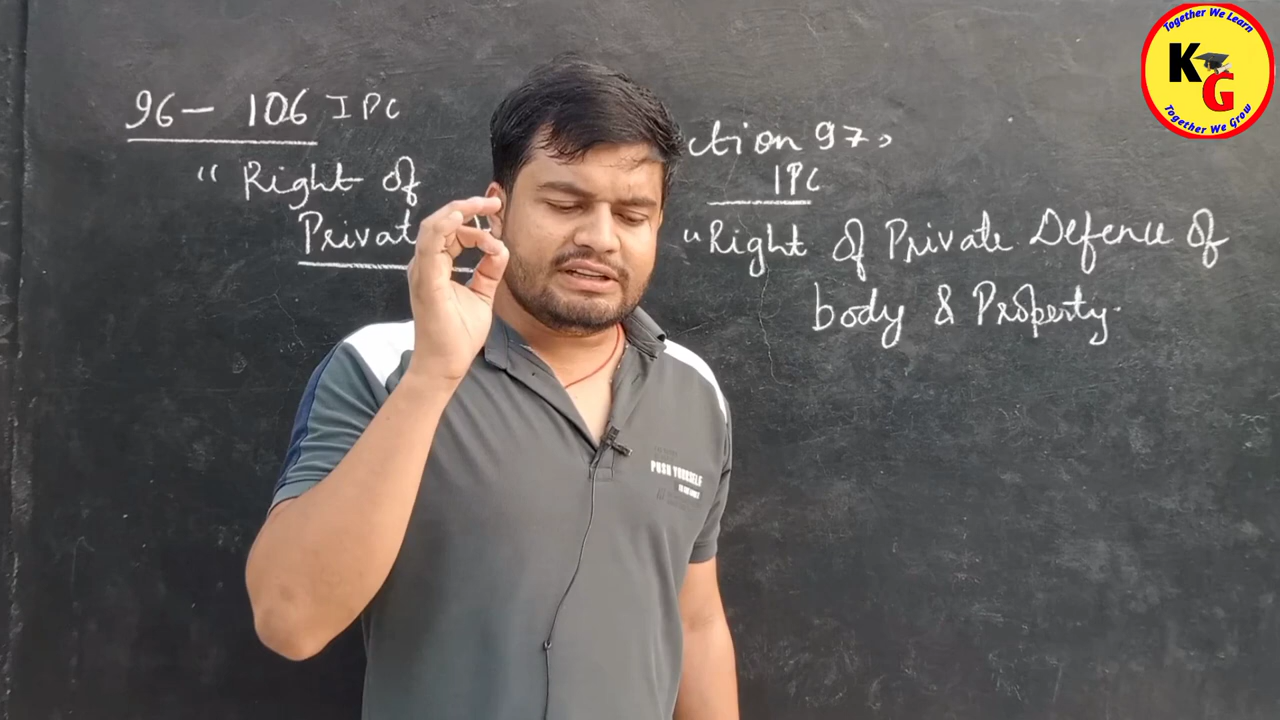 96 - 106 IPC
" Right of
Privat
ction 97,
IPC
"Right Of Private Defence Of
body & Property.
PUSH YOURSELF
Together We Learn
KG
Together We Grow